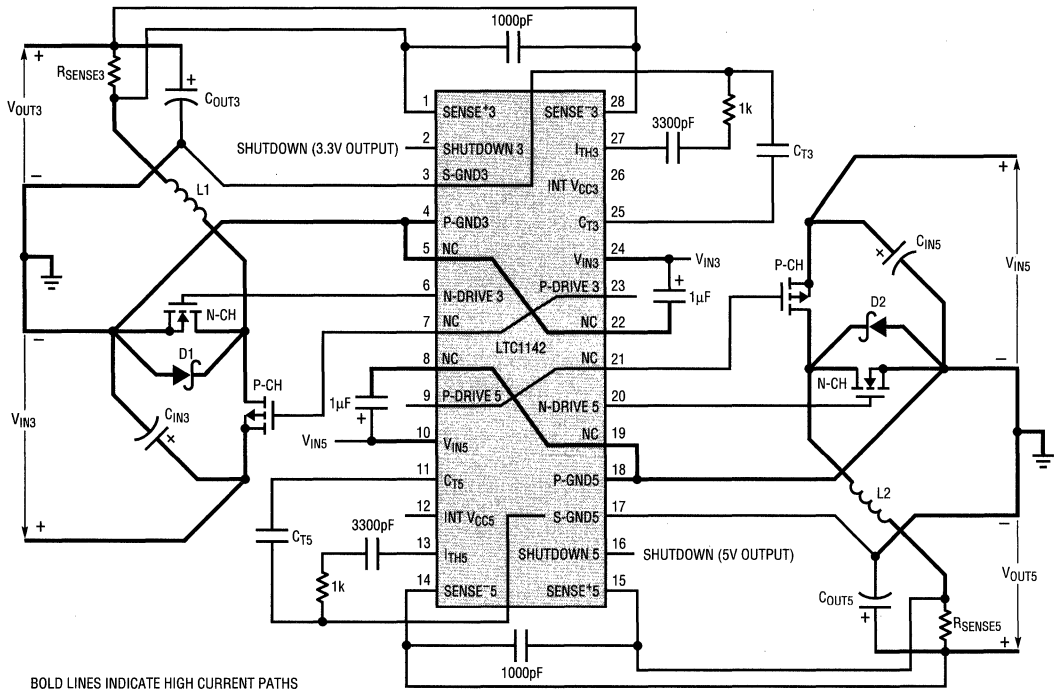 1000pF
+
RSENSE3
+
COUT3
VOUT3
1 SENSE+3
SENSE−3 28
1k
3300pF
SHUTDOWN (3.3V OUTPUT)
2 SHUTDOWN 3
ITH3 27
CT3
3 S-GND3
INT VCC3 26
−
L1
4 P-GND3
CT3 25
+
5 NC
VIN3 24
VIN3
P-CH
+
CIN5
VIN5
6 N-DRIVE 3
P-DRIVE 3 23
+
1µF
N-CH
7 NC
NC 22
D2
−
LTC1142
D1
8 NC
NC 21
−
P-CH
N-CH
VIN3
CIN3
+
1µF
+
9 P-DRIVE 5
N-DRIVE 5 20
VIN5
10 VIN5
NC 19
11 CT5
P-GND5 18
L2
+
12 INT VCC5
S-GND5 17
−
CT5
3300pF
13 ITH5
SHUTDOWN 5 16
SHUTDOWN (5V OUTPUT)
1k
14 SENSE−5
SENSE+5 15
VOUT5
COUT5
+
RSENSE5
+
1000pF
BOLD LINES INDICATE HIGH CURRENT PATHS